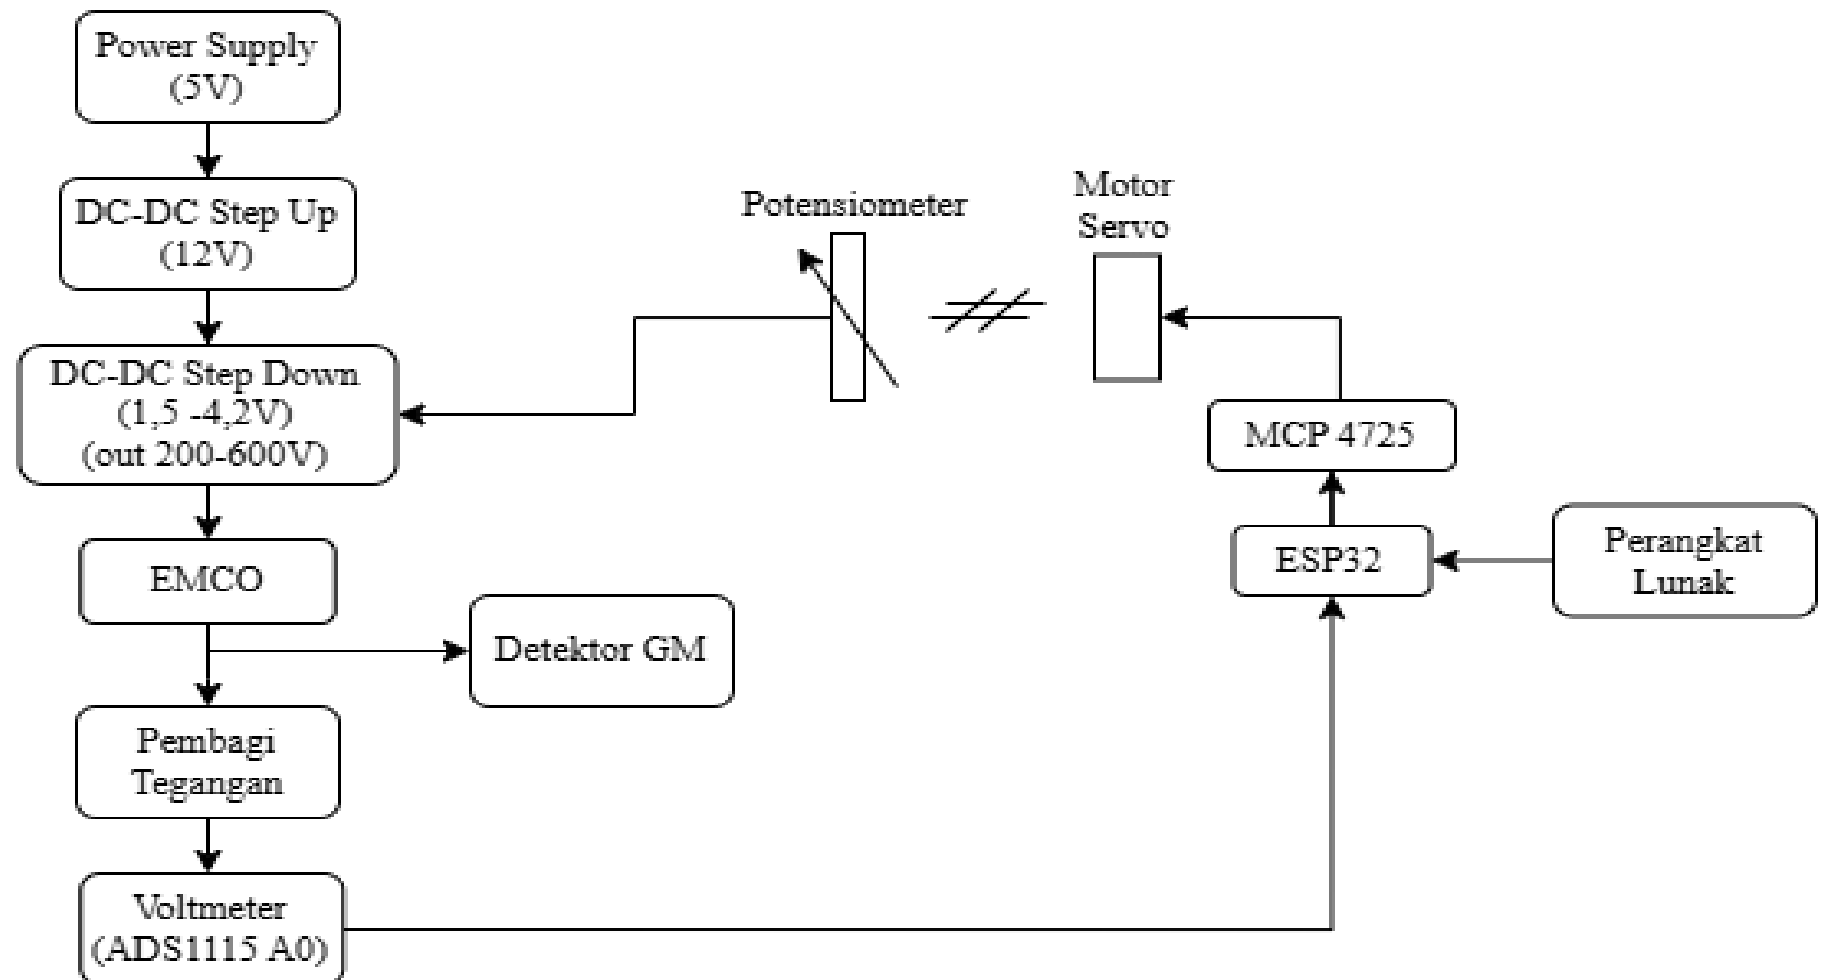 Power Supply
(5V)
DC-DC Step Up
(12V)
DC-DC Step Down
(1,5 -4,2V)
(out 200-600V)
EMCO
Detektor GM
Pembagi
Tegangan
Voltmeter
(ADS1115 A0)
Potensiometer
Motor
Servo
MCP 4725
ESP32
Perangkat
Lunak